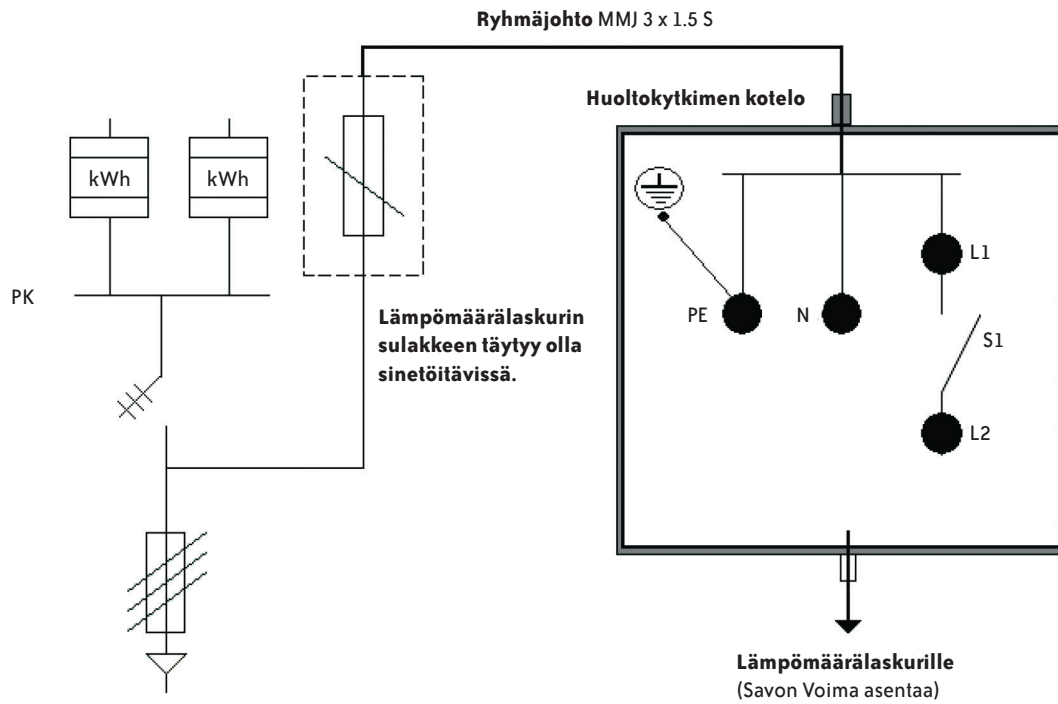 Ryhmäjohto MMJ 3 x 1.5 S
Huoltokytkimen kotelo
kWh
kWh
PK
Lämpömäärälaskurin
sulakkeen täytyy olla
sinetöitävissä.
L1
PE
N
S1
L2
Lämpömäärälaskurille
(Savon Voima asentaa)